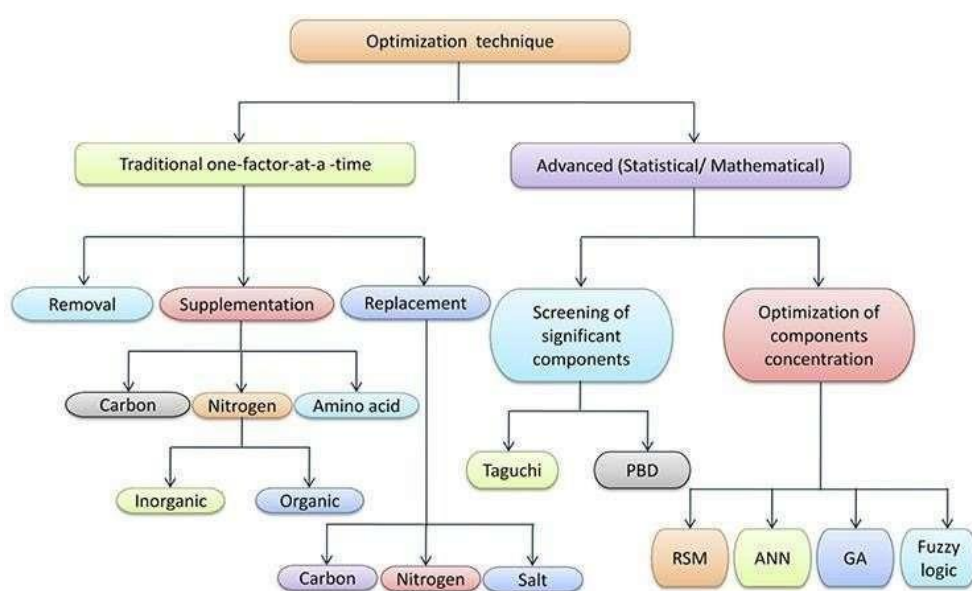 Optimization technique
Traditional one-factor-at-a -time
Advanced (Statistical/ Mathematical)
Removal
Supplementation
Replacement
Screening of
significant
components
Optimization of
components
concentration
Carbon
Nitrogen
Amino acid
Inorganic
Organic
Taguchi
PBD
Carbon
Nitrogen
Salt
RSM
ANN
GA
Fuzzy
logic